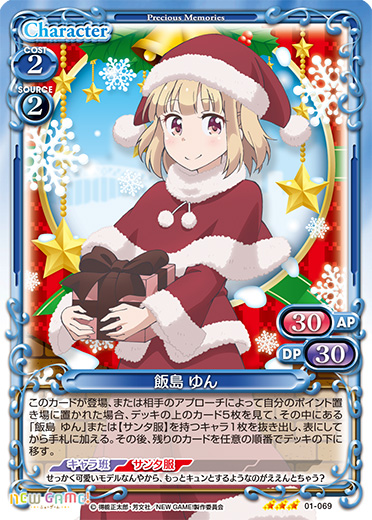 Precious Memories
Character
COST
2
SOURCE
2
30 AP
DP 30
飯島 ゆん
このカードが登場、または相手のアプローチによって自分のポイント置
き場に置かれた場合、デッキの上のカード5枚を見て、その中にある
「飯島 ゆん」または【サンタ服】を持つキャラ1枚を抜き出し、表にして
から手札に加える。その後、残りのカードを任意の順番でデッキの下に
移す。
キャラ班 サンタ服
せっかく可愛いモデルなんやから、もっとキュンとするようなのがええんとちゃう?
NEW GAME!
© 得能正太郎・芳文社/NEW GAME!製作委員会
01-069